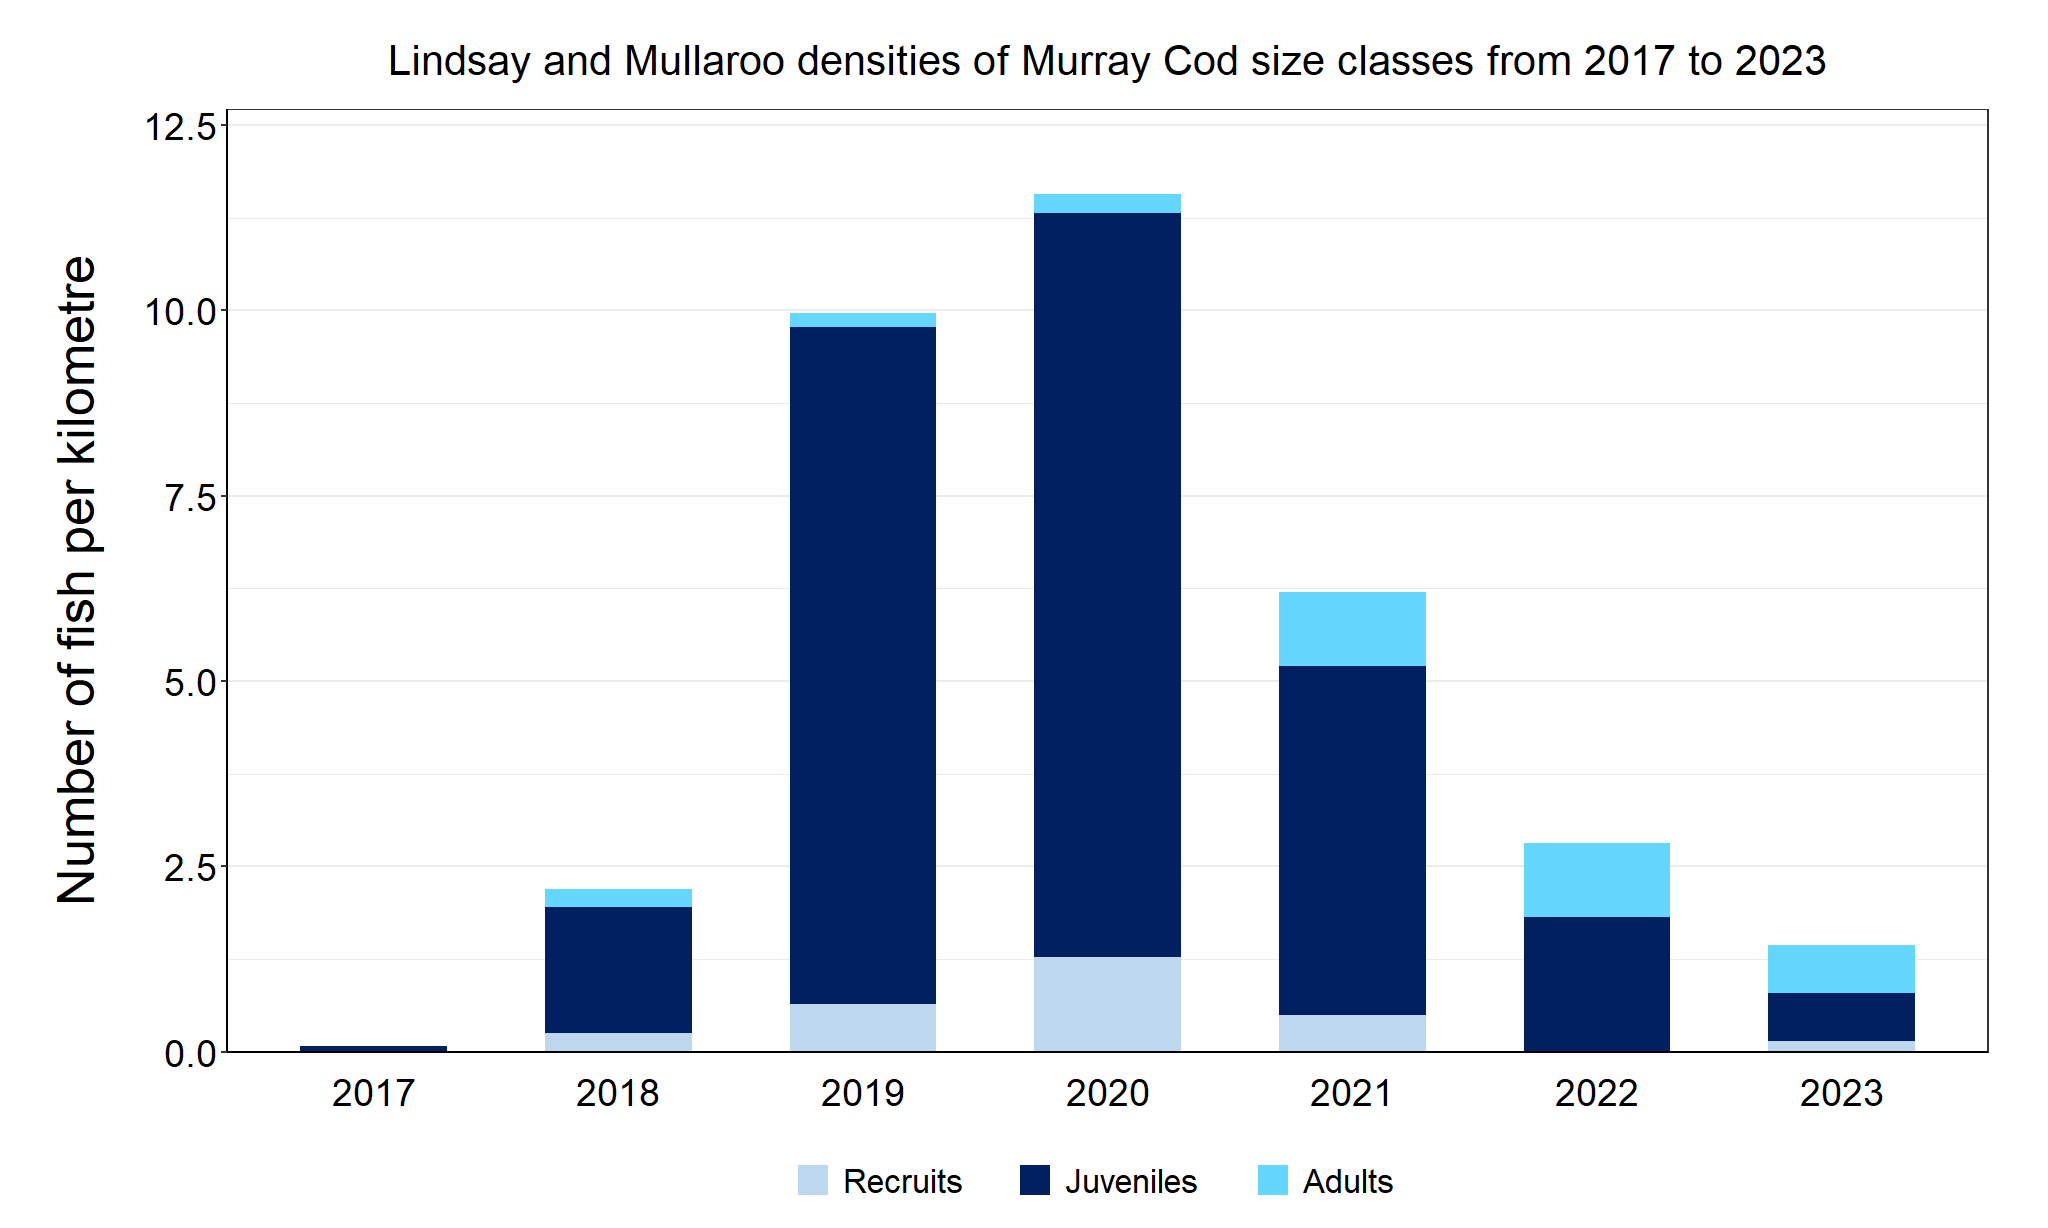 Lindsay and Mullaroo densities of Murray Cod size classes from 2017 to 2023
Number of fish per kilometre
12.5
10.0
7.5
5.0
2.5
0.0
2017 2018 2019 2020 2021 2022 2023
Recruits Juveniles Adults